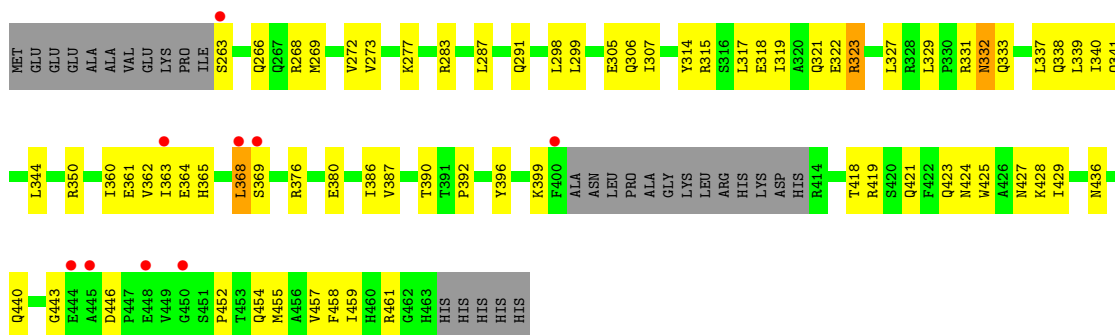 MET GLU GLU GLU ALA ALA VAL GLU LYS PRO ILE S263 Q266 Q267 R268 M269 V272 V273 K277 R283 L287 Q291 L298 L299 E305 Q306 I307 Y314 R315 S316 L317 E318 I319 A320 Q321 E322 R323 L327 R328 L329 P330 R331 N332 Q333 L337 Q338 L339 I340 Q341
L344 R350 I360 E361 V362 I363 E364 H365 L368 S369 R376 E380 I386 V387 T390 T391 P392 Y396 K399 F400 ALA ASN LEU PRO ALA GLY LYS LEU ARG HIS LYS ASP HIS R414 T418 R419 S420 Q421 F422 Q423 N424 W425 A426 N427 K428 I429 N436
Q440 G443 E444 A445 D446 P447 E448 V449 G450 S451 P452 T453 Q454 M455 A456 V457 F458 I459 H460 R461 G462 H463 HIS HIS HIS HIS HIS